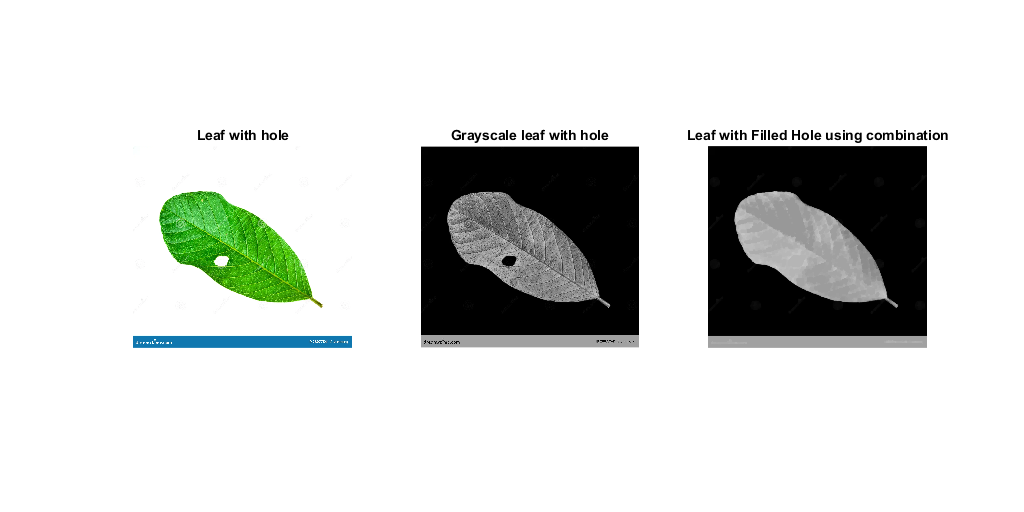 Leaf with hole
Grayscale leaf with hole
Leaf with Filled Hole using combination